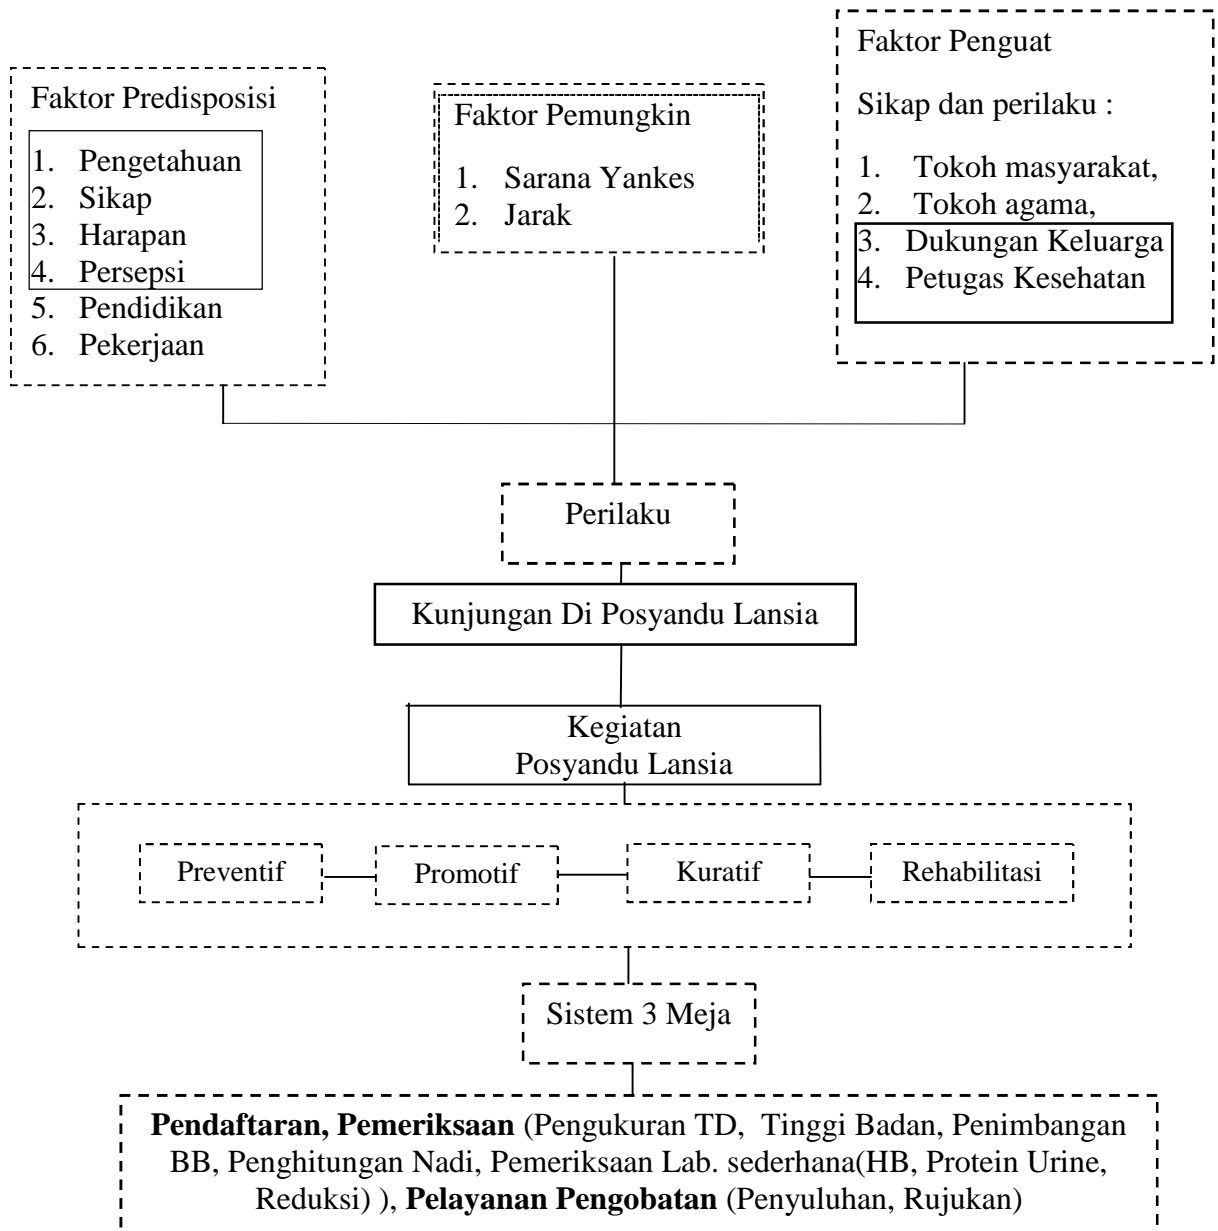 Faktor Predisposisi
1. Pengetahuan
2. Sikap
3. Harapan
4. Persepsi
5. Pendidikan
6. Pekerjaan
Faktor Pemungkin
1. Sarana Yankes
2. Jarak
Faktor Penguat
Sikap dan perilaku :
1. Tokoh masyarakat,
2. Tokoh agama,
3. Dukungan Keluarga
4. Petugas Kesehatan
Perilaku
Kunjungan Di Posyandu Lansia
Kegiatan
Posyandu Lansia
Preventif
Promotif
Kuratif
Rehabilitasi
Sistem 3 Meja
Pendaftaran, Pemeriksaan (Pengukuran TD, Tinggi Badan, Penimbangan
BB, Penghitungan Nadi, Pemeriksaan Lab. sederhana(HB, Protein Urine,
Reduksi) ), Pelayanan Pengobatan (Penyuluhan, Rujukan)